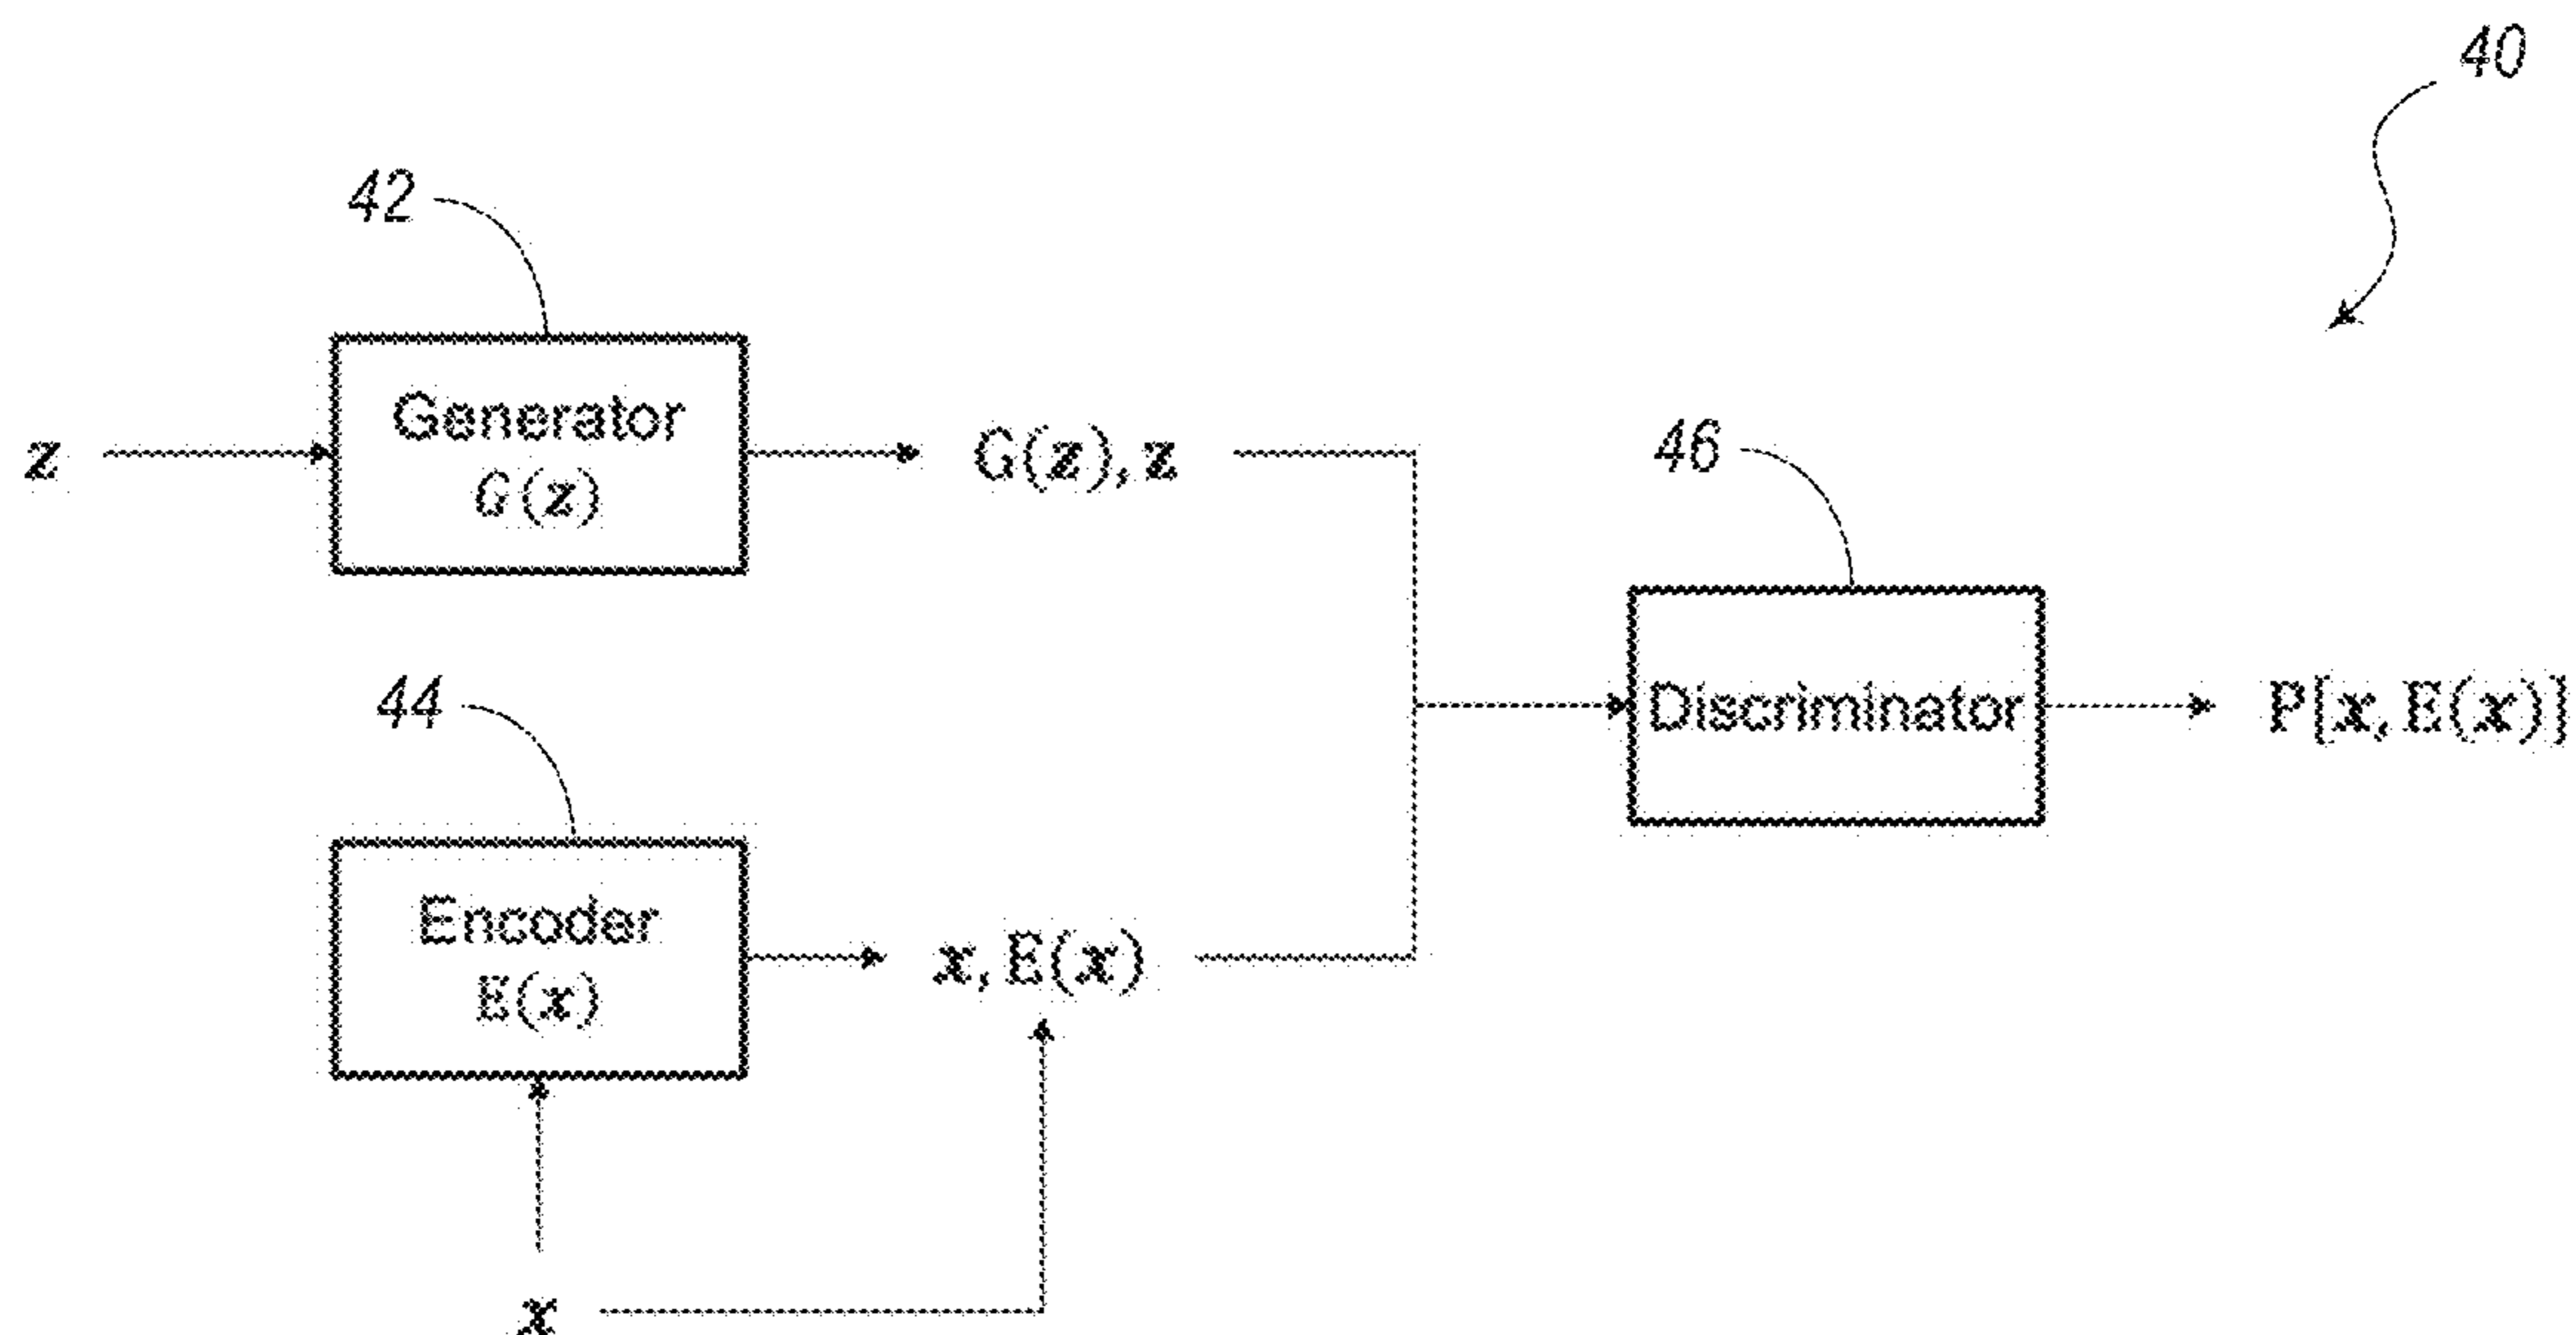 40
42
Generator
G(z)
z
G(z), z
46
Discriminator
P[x, E(x)]
44
Encoder
E(x)
x, E(x)
x